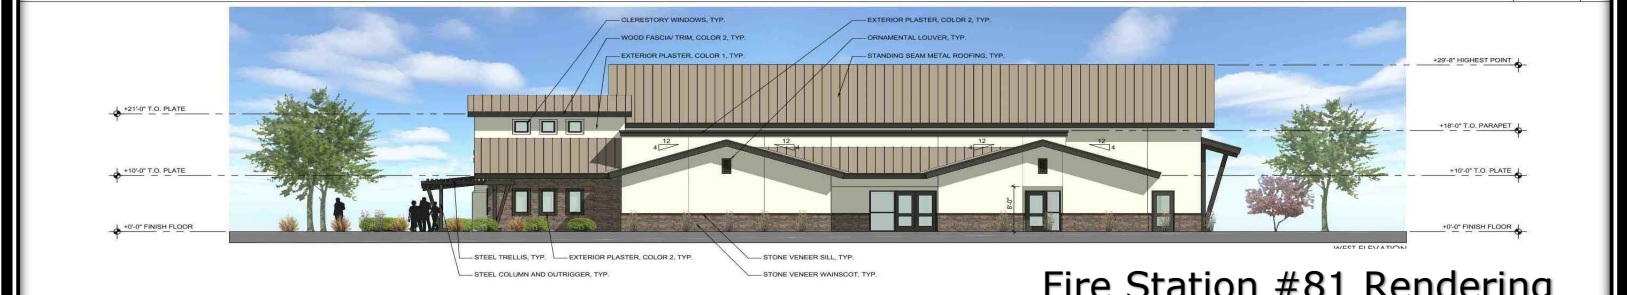 CLERESTORY WINDOWS, TYP.
WOOD FASCIA/ TRIM, COLOR 2, TYP.
EXTERIOR PLASTER, COLOR 1, TYP.
EXTERIOR PLASTER, COLOR 2, TYP.
ORNAMENTAL LOUVER, TYP.
STANDING SEAM METAL ROOFING, TYP.
+29'-8" HIGHEST POINT
+21'-0" T.O. PLATE
+18'-0" T.O. PARAPET
12
4
12
4
12
4
12
4
+10'-0" T.O. PLATE
+10'-0" T.O. PLATE
8'-0"
+0'-0" FINISH FLOOR
+0'-0" FINISH FLOOR
WEST ELEVATION
STEEL TRELLIS, TYP.
EXTERIOR PLASTER, COLOR 2, TYP.
STONE VENEER SILL, TYP.
STEEL COLUMN AND OUTRIGGER, TYP.
STONE VENEER WAINSCOT, TYP.
Fire Station #81 Rendering